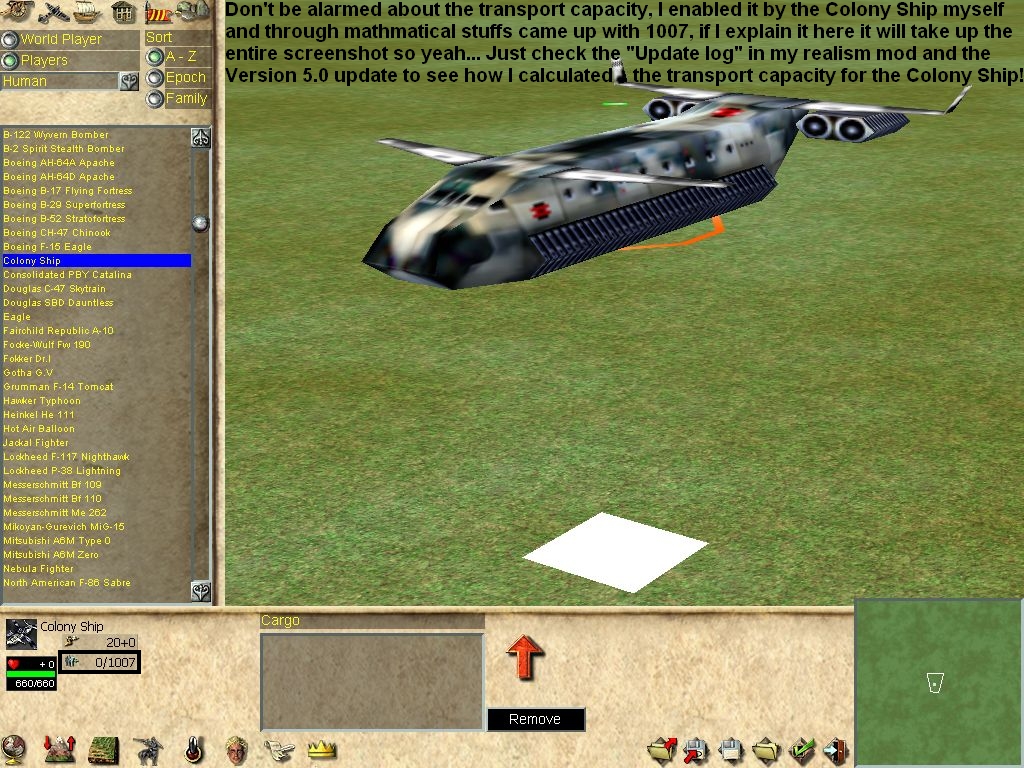 Don't be alarmed about the transport capacity, I enabled it by the Colony Ship myself
and through mathmatical stuffs came up with 1007, if I explain it here it will take up the
entire screenshot so yeah... Just check the "Update log" in my realism mod and the
Version 5.0 update to see how I calculated the transport capacity for the Colony Ship!
World Player
Players
Human
Sort
A - Z
Epoch
Family
B-122 Wyvern Bomber
B-2 Spirit Stealth Bomber
Boeing AH-64A Apache
Boeing AH-64D Apache
Boeing B-17 Flying Fortress
Boeing B-29 Superfortress
Boeing B-52 Stratofortress
Boeing CH-47 Chinook
Boeing F-15 Eagle
Colony Ship
Consolidated PBY Catalina
Douglas C-47 Skytrain
Douglas SBD Dauntless
Eagle
Fairchild Republic A-10
Focke-Wulf Fw 190
Fokker Dr.I
Gotha G.V
Grumman F-14 Tomcat
Hawker Typhoon
Heinkel He 111
Hot Air Balloon
Jackal Fighter
Lockheed F-117 Nighthawk
Lockheed P-38 Lightning
Messerschmitt Bf 109
Messerschmitt Bf 110
Messerschmitt Me 262
Mikoyan-Gurevich MiG-15
Mitsubishi A6M Type 0
Mitsubishi A6M Zero
Nebula Fighter
North American F-86 Sabre
Colony Ship
20+0
+ 0
0/1007
660/660
Cargo
Remove